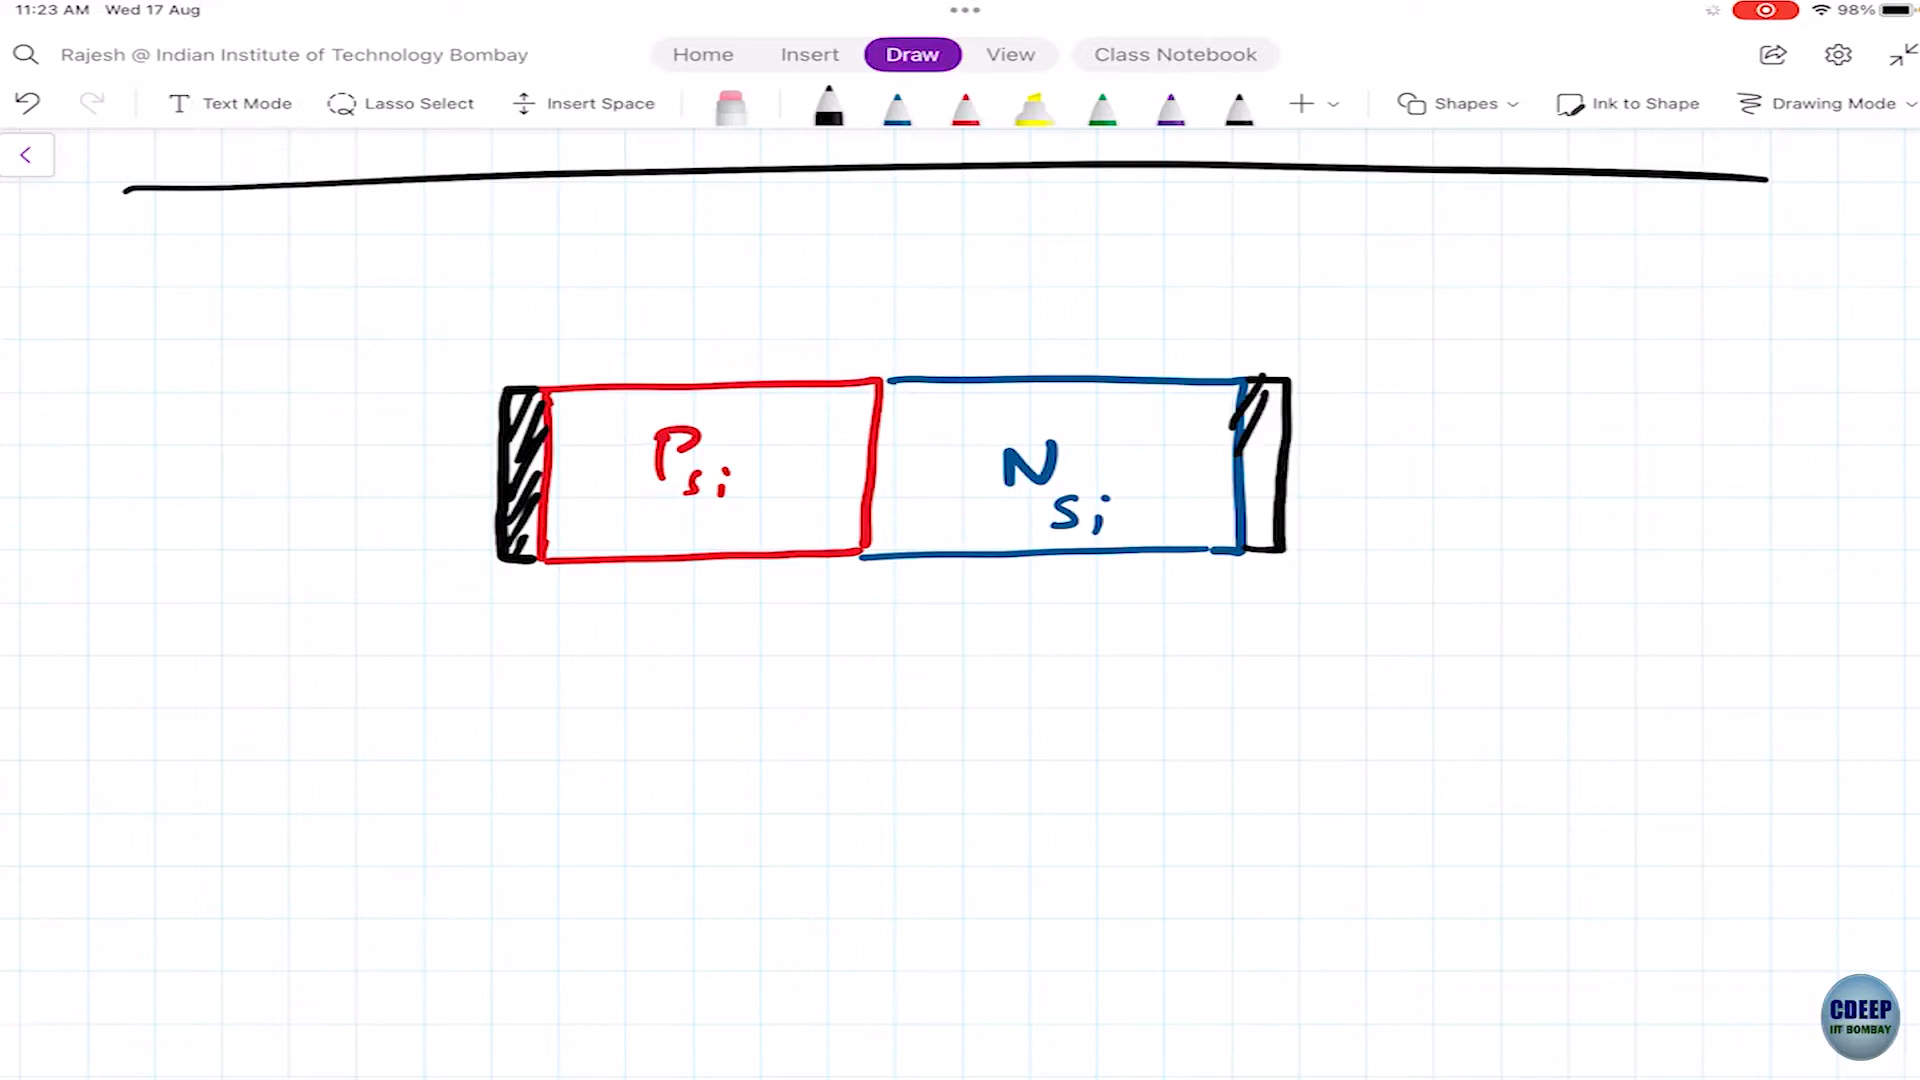 11:23 AM Wed 17 Aug
98%
Rajesh @ Indian Institute of Technology Bombay
Home Insert Draw View Class Notebook
Text Mode Lasso Select Insert Space Shapes Ink to Shape Drawing Mode
P Si
N Si
CDEEP
IIT BOMBAY